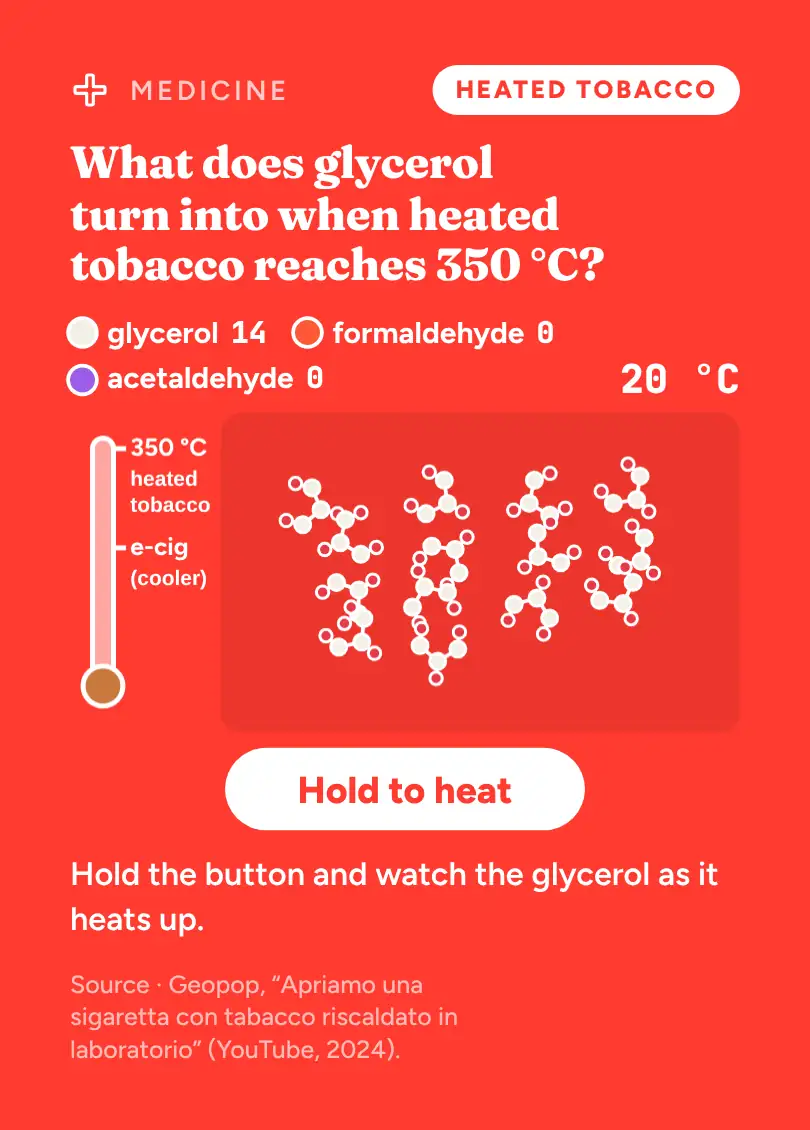 MEDICINE
HEATED TOBACCO
What does glycerol
turn into when heated
tobacco reaches 350 °C?
glycerol 14 formaldehyde 0
acetaldehyde 0
20 °C
350 °C
heated
tobacco
e-cig
(cooler)
Hold to heat
Hold the button and watch the glycerol as it
heats up.
Source · Geopop, “Apriamo una
sigaretta con tabacco riscaldato in
laboratorio” (YouTube, 2024).